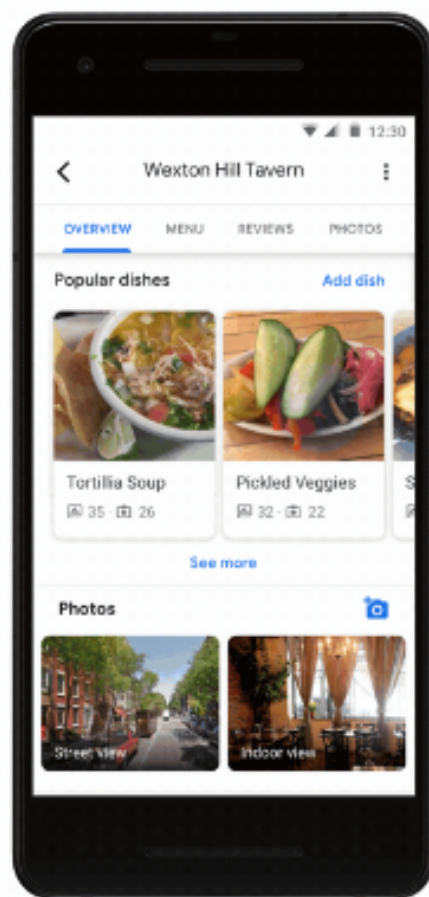 12:30
Wexton Hill Tavern
OVERVIEW MENU REVIEWS PHOTOS
Popular dishes Add dish
Tortillia Soup Pickled Veggies S
35 · 26 32 · 22
See more
Photos
Street view Indoor view